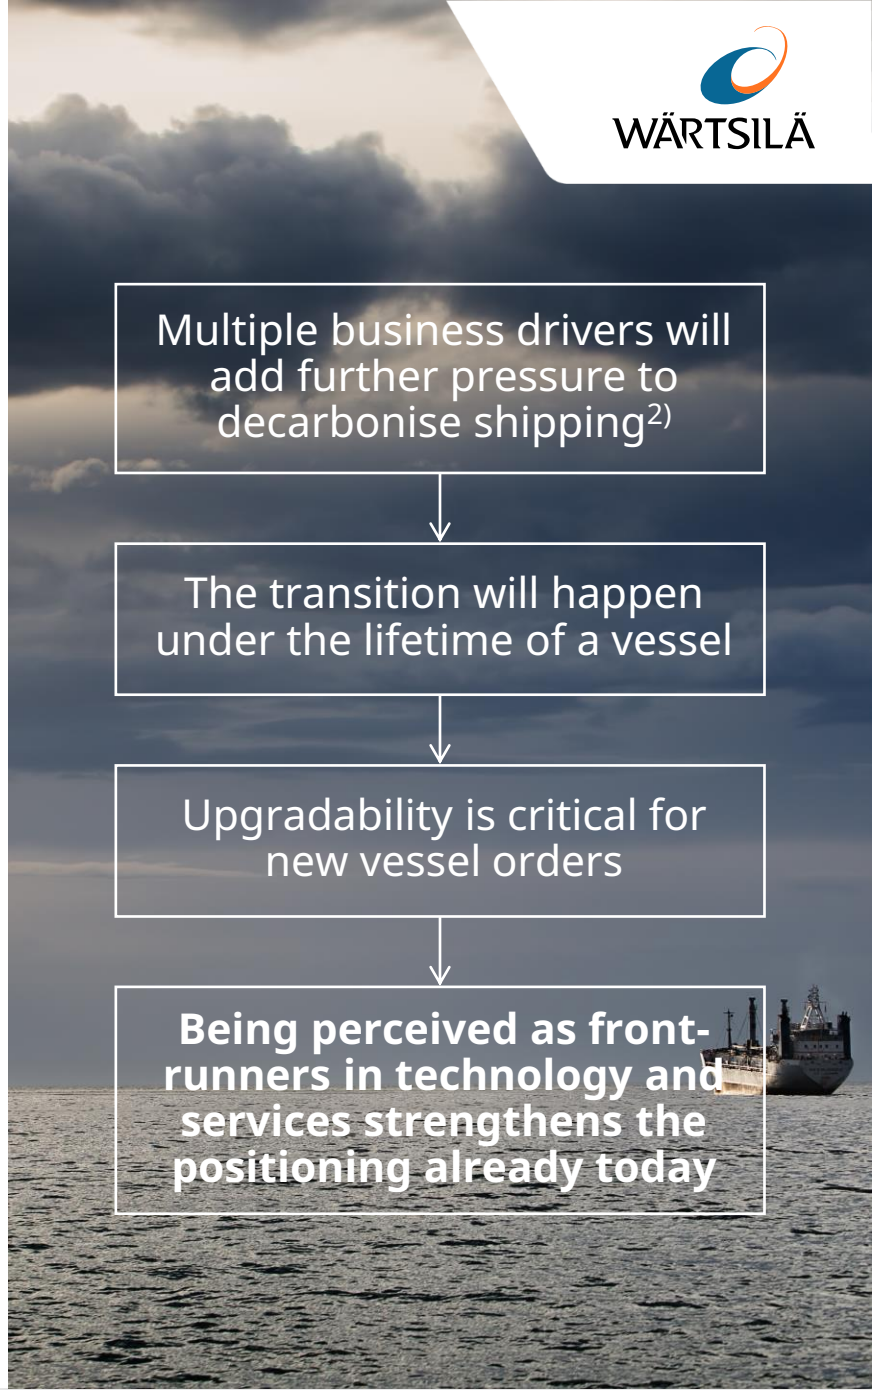 WÄRTSILÄ
Multiple business drivers will
add further pressure to
decarbonise shipping2)
The transition will happen
under the lifetime of a vessel
Upgradability is critical for
new vessel orders
Being perceived as front-
runners in technology and
services strengthens the
positioning already today